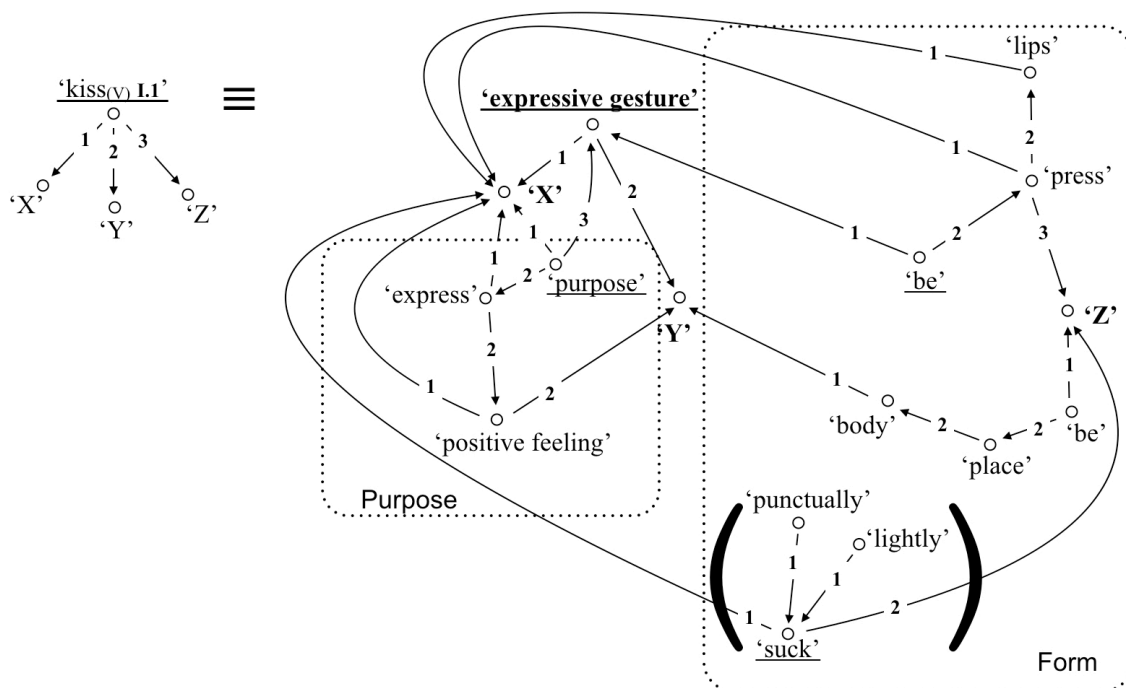 ‘kiss(V) I.1’
≡
1
2
3
‘X’
‘Y’
‘Z’
‘expressive gesture’
1
2
3
‘X’
1
1
2
‘express’
‘purpose’
2
1
2
‘positive feeling’
‘Y’
Purpose
‘lips’
1
2
1
‘press’
1
2
3
‘be’
‘Z’
1
1
‘body’
2
2
‘be’
‘place’
(
‘punctually’
‘lightly’
)
1
1
1
2
‘suck’
Form